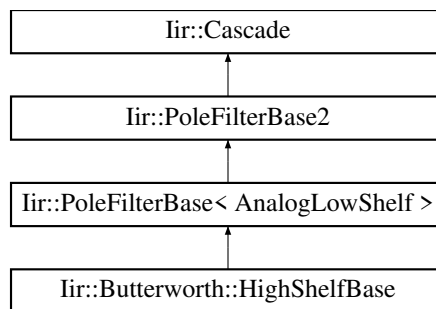 Iir::Cascade
Iir::PoleFilterBase2
Iir::PoleFilterBase< AnalogLowShelf >
Iir::Butterworth::HighShelfBase